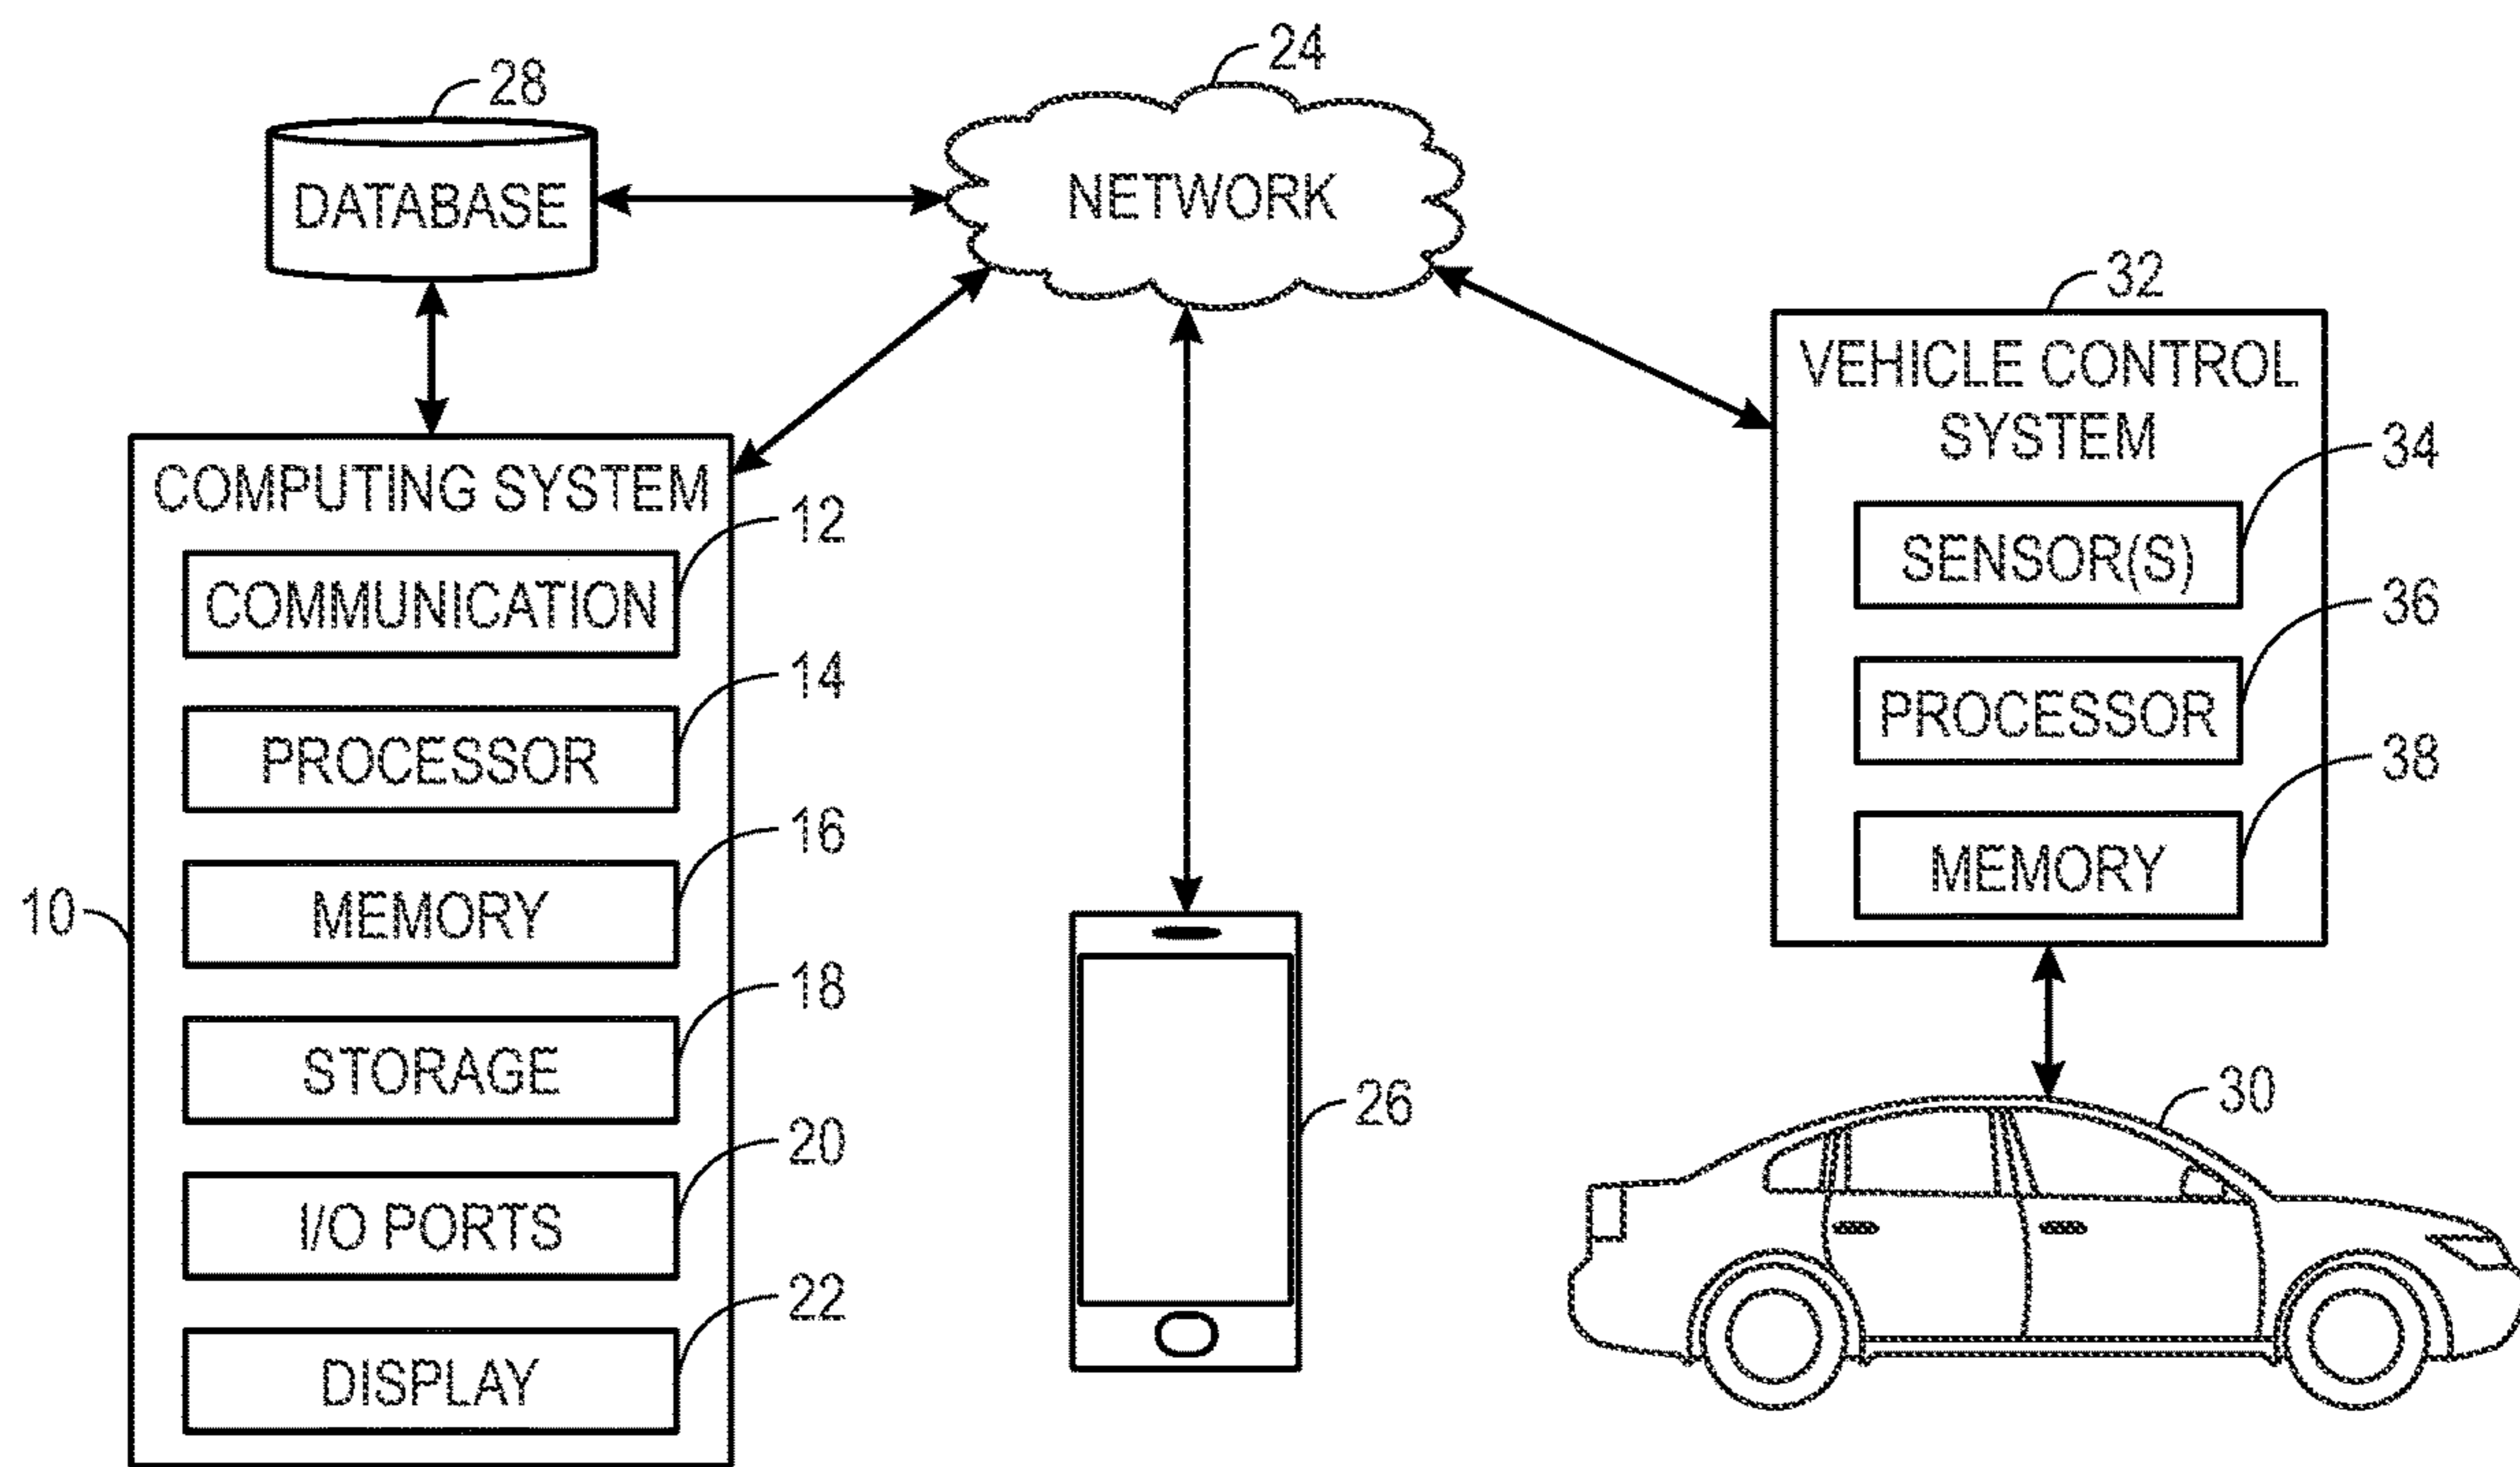 24
28
DATABASE
NETWORK
32
VEHICLE CONTROL
SYSTEM
34
SENSOR(S)
36
PROCESSOR
38
MEMORY
COMPUTING SYSTEM
12
COMMUNICATION
14
PROCESSOR
16
MEMORY
10
18
STORAGE
20
I/O PORTS
22
DISPLAY
26
30